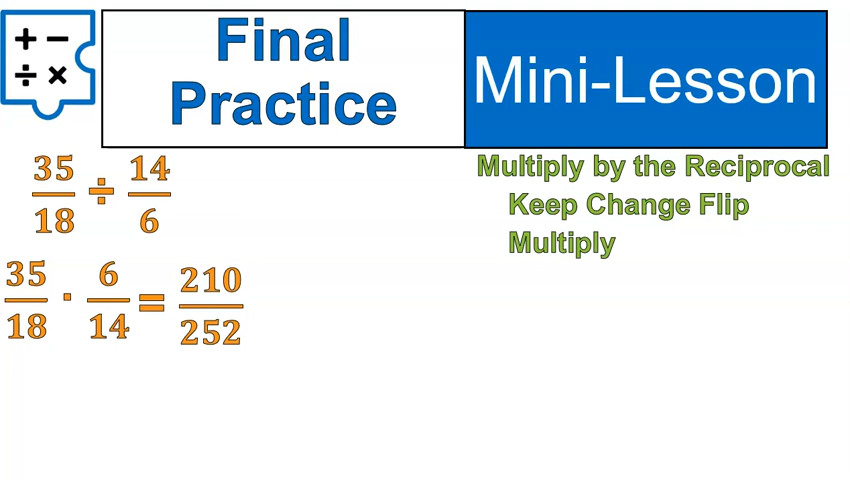 + −
÷ ×
Final
Practice
Mini-Lesson
35/18 ÷ 14/6
35/18 · 6/14 = 210/252
Multiply by the Reciprocal
Keep Change Flip
Multiply